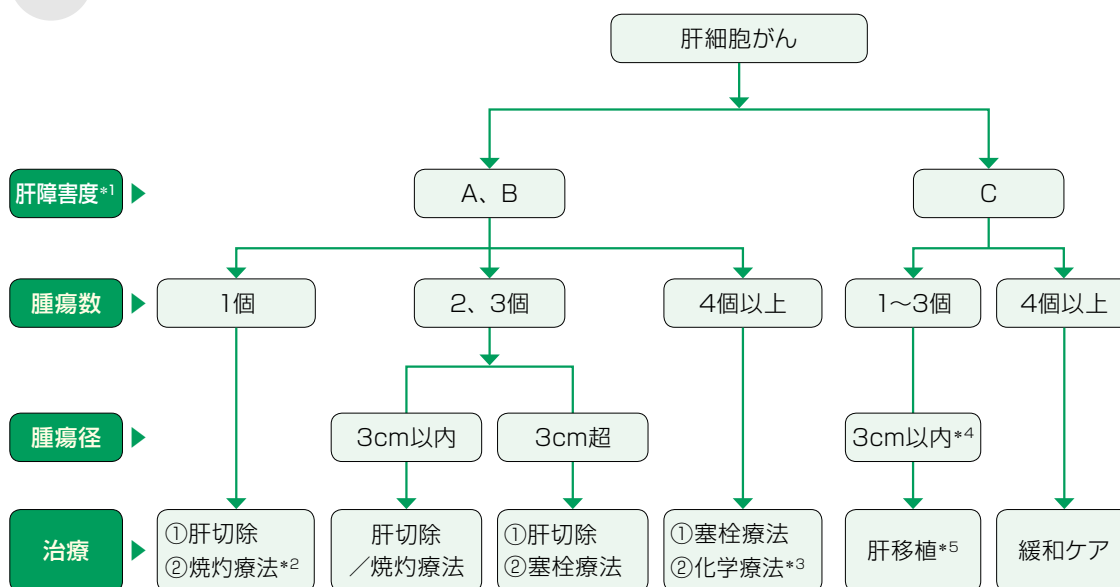 肝細胞がん
肝障害度*1
A、B
C
腫瘍数
1個
2、3個
4個以上
1～3個
4個以上
腫瘍径
3cm以内
3cm超
3cm以内*4
治療
①肝切除
②焼灼療法*2
肝切除
／焼灼療法
①肝切除
②塞栓療法
①塞栓療法
②化学療法*3
肝移植*5
緩和ケア